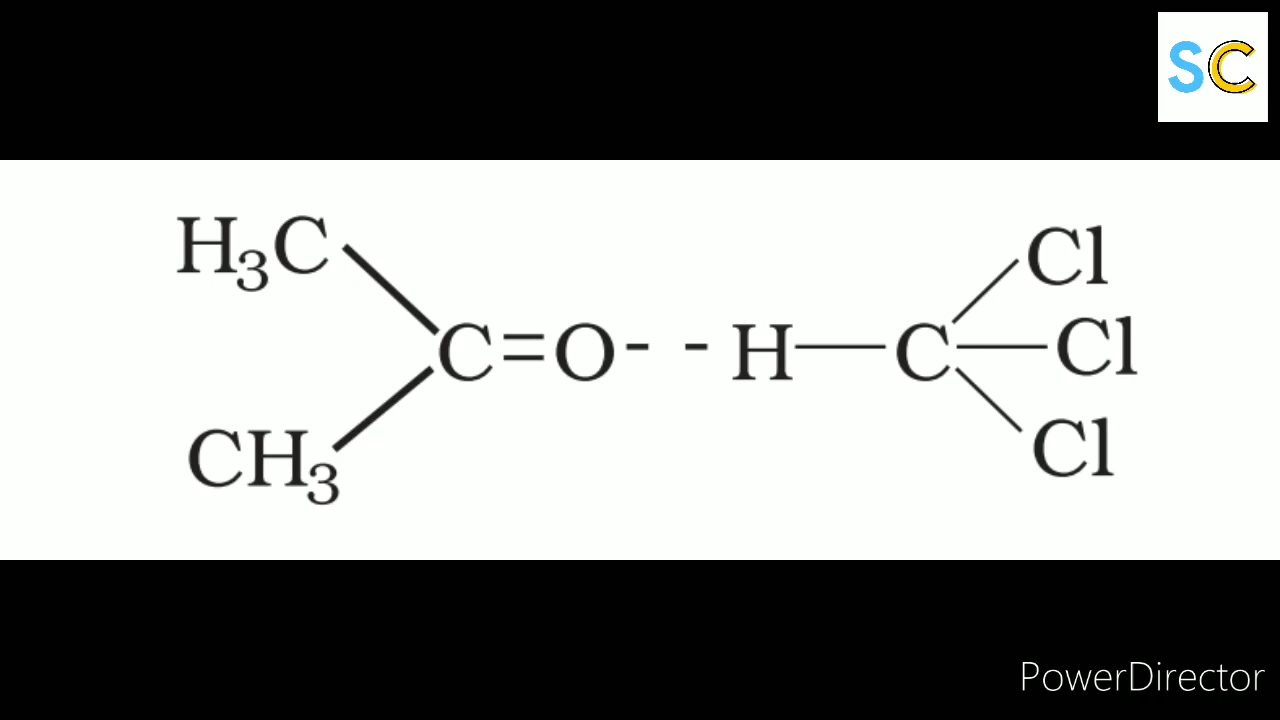 SC
H₃C
Cl
C=O- -H—C—Cl
CH₃
Cl
PowerDirector